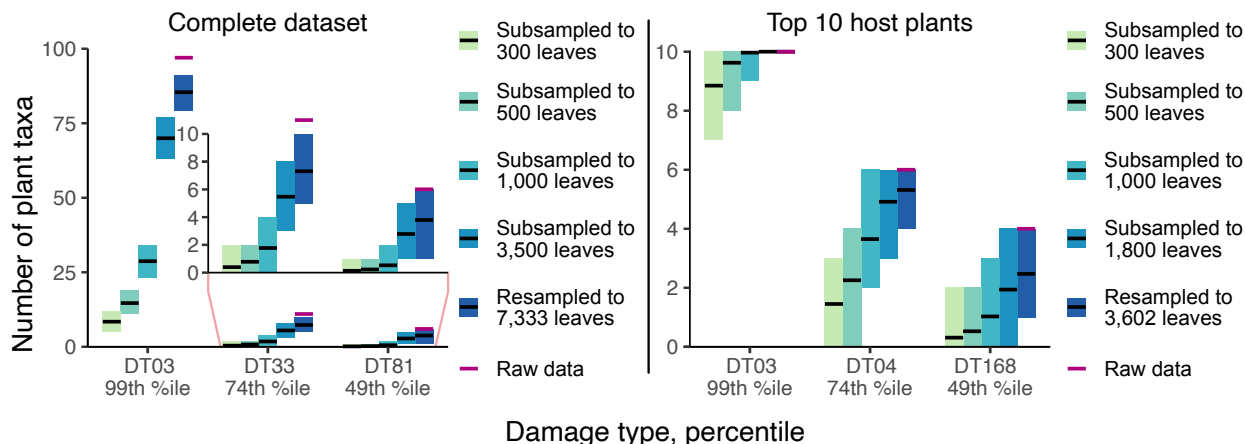 Complete dataset
Number of plant taxa
100
75
50
25
0
10
8
6
4
2
0
DT03
99th %ile
DT33
74th %ile
DT81
49th %ile
Subsampled to
300 leaves
Subsampled to
500 leaves
Subsampled to
1,000 leaves
Subsampled to
3,500 leaves
Resampled to
7,333 leaves
Raw data
Top 10 host plants
10
8
6
4
2
0
DT03
99th %ile
DT04
74th %ile
DT168
49th %ile
Subsampled to
300 leaves
Subsampled to
500 leaves
Subsampled to
1,000 leaves
Subsampled to
1,800 leaves
Resampled to
3,602 leaves
Raw data
Damage type, percentile